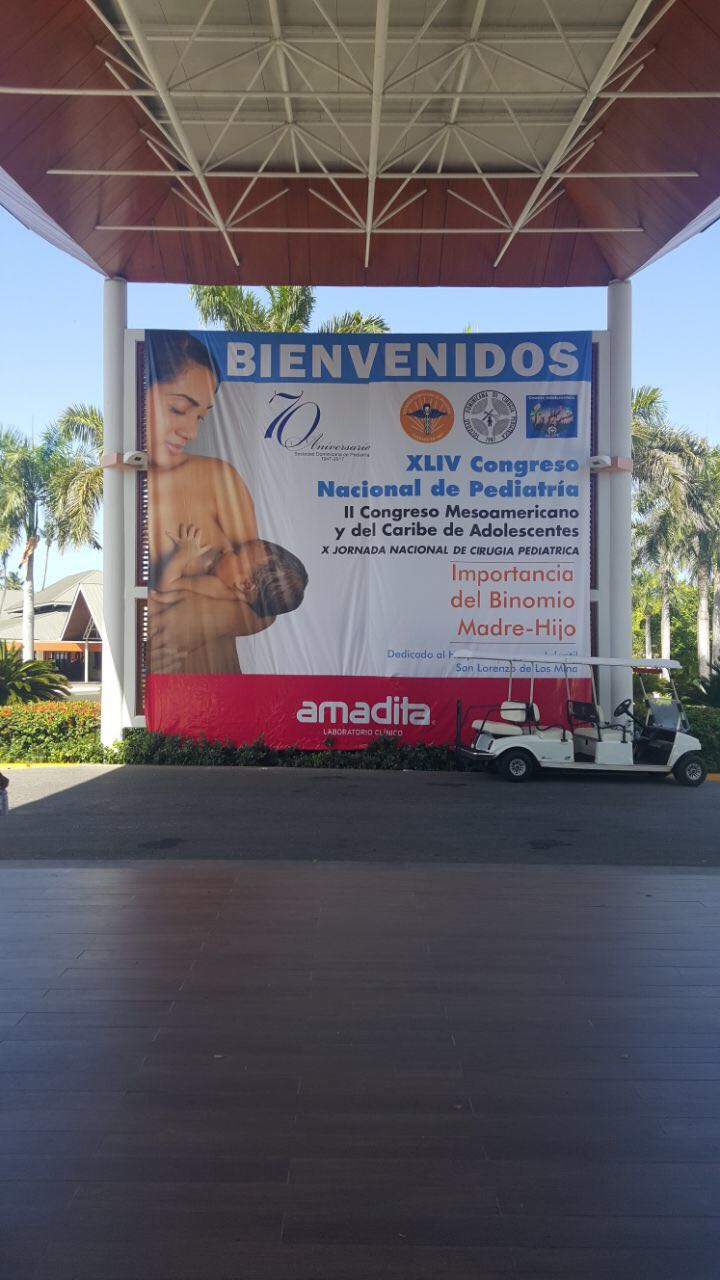 BIENVENIDOS
70
Aniversario
Sociedad Dominicana de Pediatría
1947-2017
XLIV Congreso
Nacional de Pediatría
II Congreso Mesoamericano
y del Caribe de Adolescentes
X JORNADA NACIONAL DE CIRUGIA PEDIATRICA
Importancia
del Binomio
Madre-Hijo
Dedicado al
San Lorenzo de Los Mina
amadita
LABORATORIO CLÍNICO